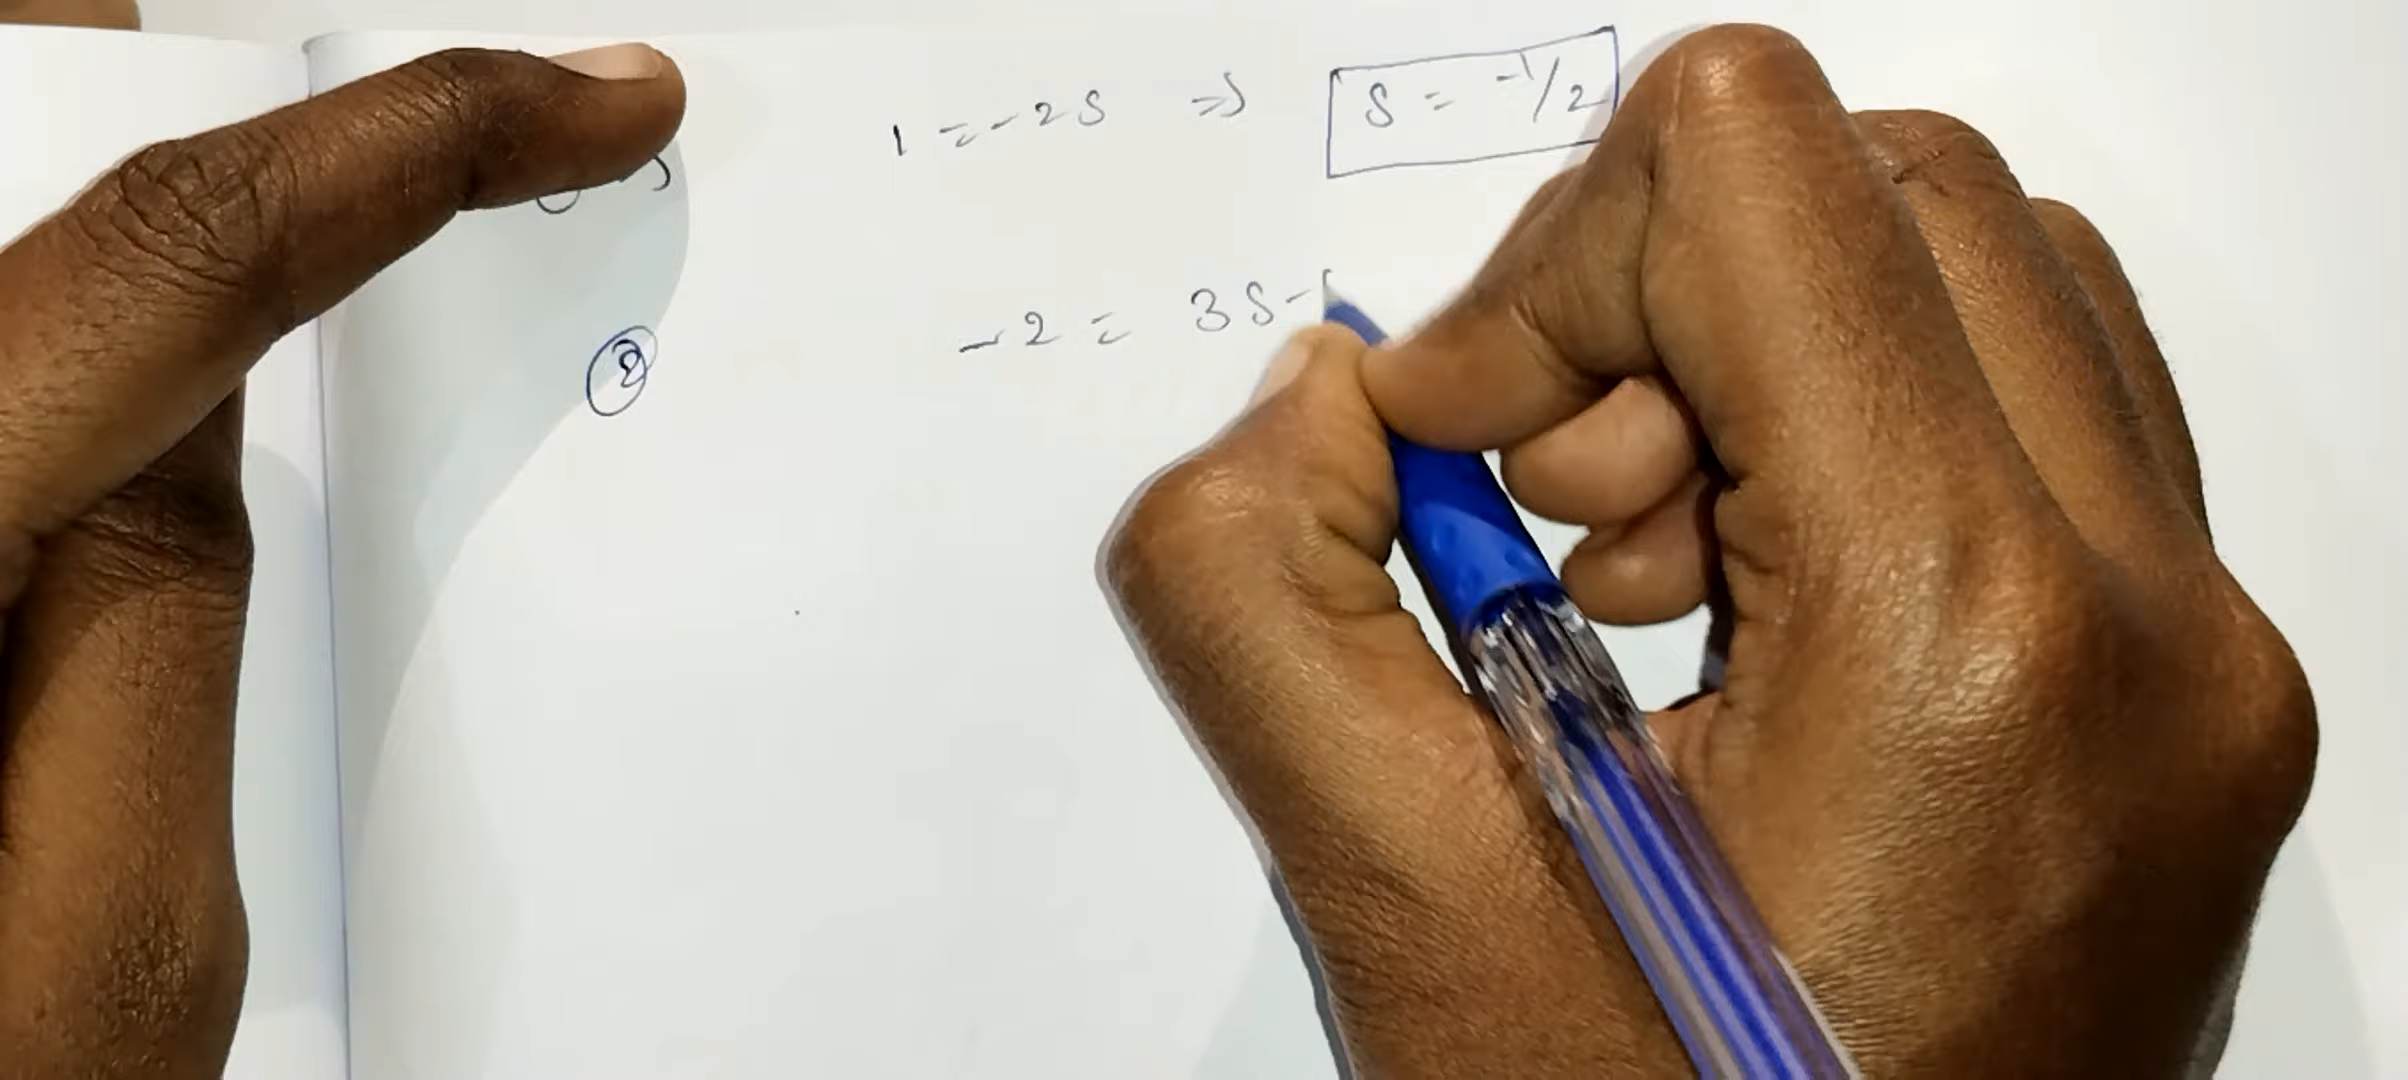 1 = -2S => S = -1/2
② -2 = 3S -